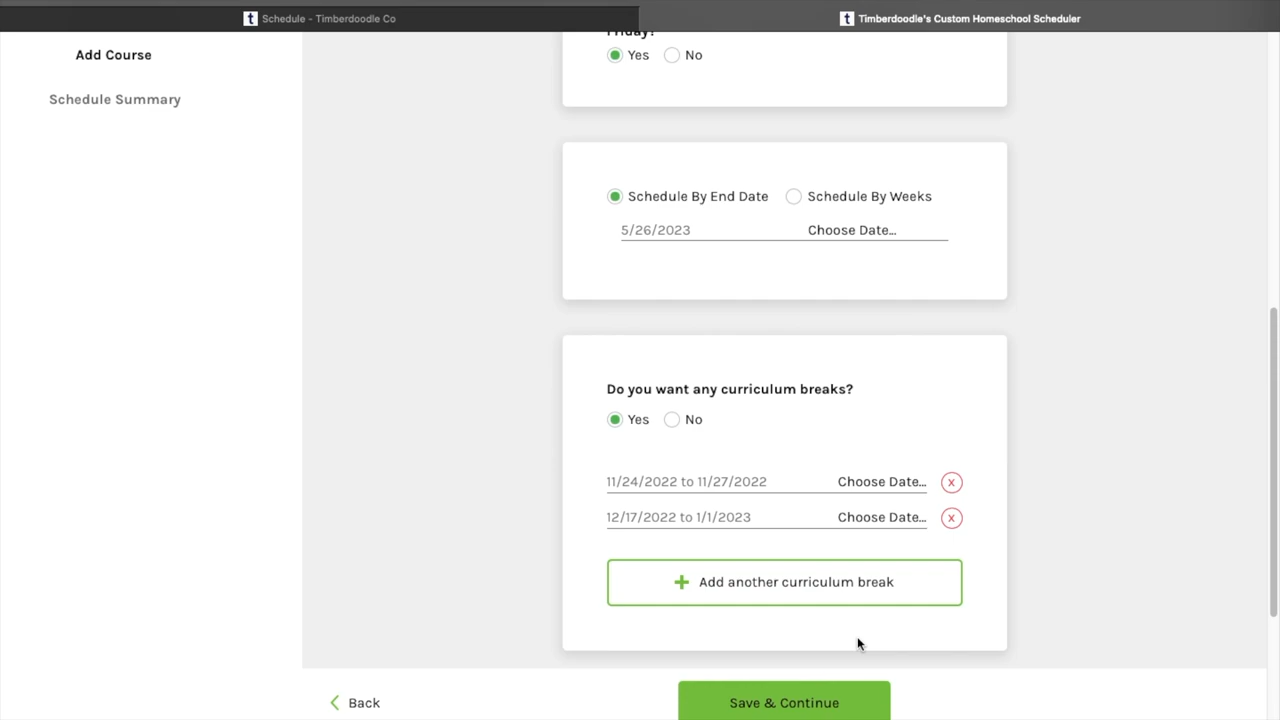 t Schedule - Timberdoodle Co
t Timberdoodle's Custom Homeschool Scheduler
Add Course
Schedule Summary
Friday?
Yes No
Schedule By End Date Schedule By Weeks
5/26/2023 Choose Date...
Do you want any curriculum breaks?
Yes No
11/24/2022 to 11/27/2022 Choose Date... x
12/17/2022 to 1/1/2023 Choose Date... x
+ Add another curriculum break
Back
Save & Continue